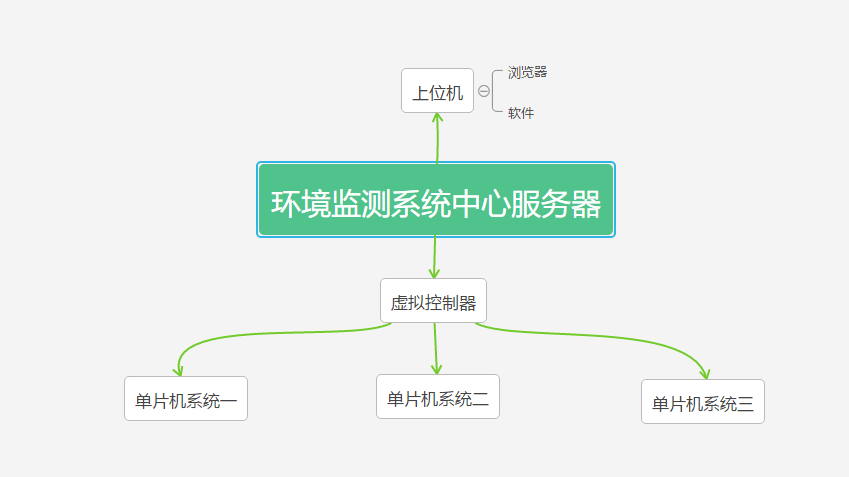 浏览器
上位机
软件
环境监测系统中心服务器
虚拟控制器
单片机系统一
单片机系统二
单片机系统三